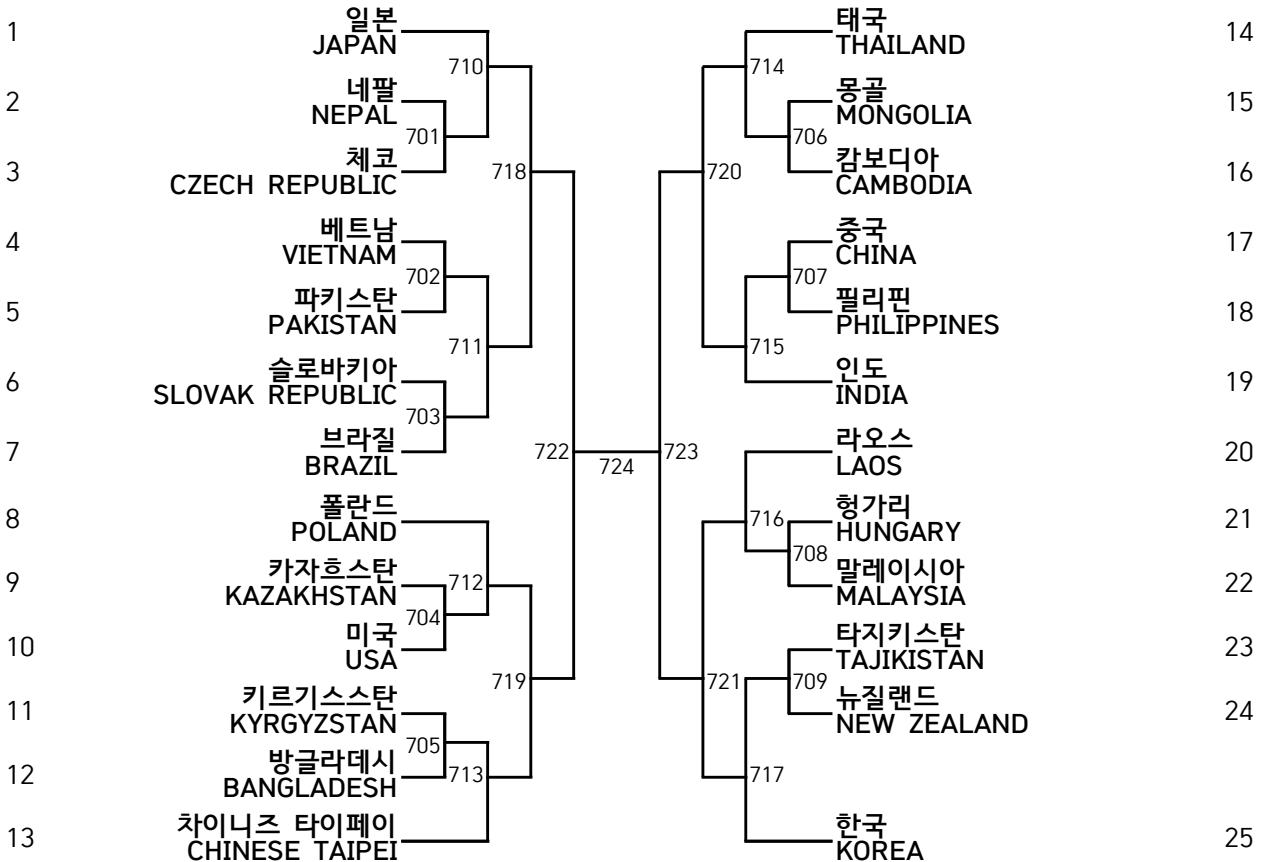 1
일본
JAPAN
2
네팔
NEPAL
3
체코
CZECH REPUBLIC
4
베트남
VIETNAM
5
파키스탄
PAKISTAN
6
슬로바키아
SLOVAK REPUBLIC
7
브라질
BRAZIL
8
폴란드
POLAND
9
카자흐스탄
KAZAKHSTAN
10
미국
USA
11
키르기스스탄
KYRGYZSTAN
12
방글라데시
BANGLADESH
13
차이니즈 타이페이
CHINESE TAIPEI
710
701
718
702
711
703
722
724
712
704
719
705
713
714
706
720
707
715
723
716
708
721
709
717
태국
THAILAND
14
몽골
MONGOLIA
15
캄보디아
CAMBODIA
16
중국
CHINA
17
필리핀
PHILIPPINES
18
인도
INDIA
19
라오스
LAOS
20
헝가리
HUNGARY
21
말레이시아
MALAYSIA
22
타지키스탄
TAJIKISTAN
23
뉴질랜드
NEW ZEALAND
24
한국
KOREA
25